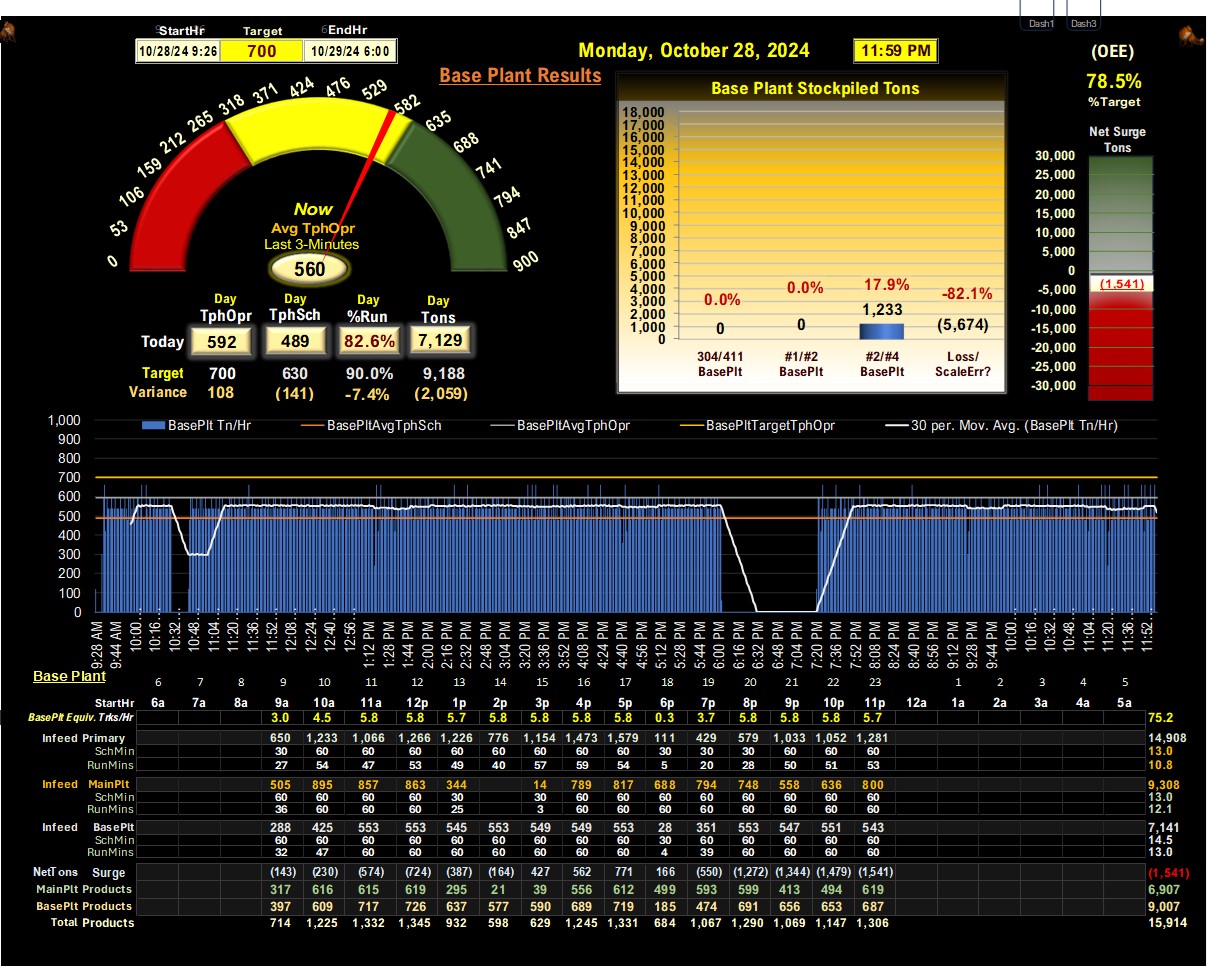 Dash1 Dash3
StartHr Target EndHr
10/28/24 9:26 700 10/29/24 6:00
Monday, October 28, 2024 11:59 PM
(OEE)
78.5%
%Target
Base Plant Results
0 53 106 159 212 265 318 371 424 476 529 582 635 688 741 794 847 900
Now
Avg TphOpr
Last 3-Minutes
560
Day Day Day Day
TphOpr TphSch %Run Tons
Today 592 489 82.6% 7,129
Target 700 630 90.0% 9,188
Variance 108 (141) -7.4% (2,059)
Base Plant Stockpiled Tons
18,000
17,000
16,000
15,000
14,000
13,000
12,000
11,000
10,000
9,000
8,000
7,000
6,000
5,000
4,000
3,000
2,000
1,000
0
0.0% 0.0% 17.9% -82.1%
0 0 1,233 (5,674)
304/411 #1/#2 #2/#4 Loss/
BasePlt BasePlt BasePlt ScaleErr?
Net Surge
Tons
30,000
25,000
20,000
15,000
10,000
5,000
0
-5,000
-10,000
-15,000
-20,000
-25,000
-30,000
(1,541)
BasePlt Tn/Hr BasePltAvgTphSch BasePltAvgTphOpr BasePltTargetTphOpr 30 per. Mov. Avg. (BasePlt Tn/Hr)
1,000
900
800
700
600
500
400
300
200
100
0
9:28 AM 9:44 AM 10:00.. 10:16.. 10:32.. 10:48.. 11:04.. 11:20.. 11:36.. 11:52.. 12:08.. 12:24.. 12:40.. 12:56.. 1:12 PM 1:28 PM 1:44 PM 2:00 PM 2:16 PM 2:32 PM 2:48 PM 3:04 PM 3:20 PM 3:36 PM 3:52 PM 4:08 PM 4:24 PM 4:40 PM 4:56 PM 5:12 PM 5:28 PM 5:44 PM 6:00 PM 6:16 PM 6:32 PM 6:48 PM 7:04 PM 7:20 PM 7:36 PM 7:52 PM 8:08 PM 8:24 PM 8:40 PM 8:56 PM 9:12 PM 9:28 PM 9:44 PM 10:00.. 10:16.. 10:32.. 10:48.. 11:04.. 11:20.. 11:36.. 11:52..
Base Plant
6 7 8 9 10 11 12 13 14 15 16 17 18 19 20 21 22 23 1 2 3 4 5
StartHr 6a 7a 8a 9a 10a 11a 12p 1p 2p 3p 4p 5p 6p 7p 8p 9p 10p 11p 12a 1a 2a 3a 4a 5a
BasePlt Equiv. Trks/Hr 3.0 4.5 5.8 5.8 5.7 5.8 5.8 5.8 5.8 0.3 3.7 5.8 5.8 5.8 5.7 75.2
Infeed Primary 650 1,233 1,066 1,266 1,226 776 1,154 1,473 1,579 111 429 579 1,033 1,052 1,281 14,908
SchMin 30 60 60 60 60 60 60 60 60 30 30 30 60 60 60 13.0
RunMins 27 54 47 53 49 40 57 59 54 5 20 28 50 51 53 10.8
Infeed MainPlt 505 895 857 863 344 14 789 817 688 794 748 558 636 800 9,308
SchMin 60 60 60 60 30 30 60 60 60 60 60 60 60 60 13.0
RunMins 36 60 60 60 25 3 60 60 60 60 60 60 60 60 12.1
Infeed BasePlt 288 425 553 553 545 553 549 549 553 28 351 553 547 551 543 7,141
SchMin 60 60 60 60 60 60 60 60 60 30 60 60 60 60 60 14.5
RunMins 32 47 60 60 60 60 60 60 60 4 39 60 60 60 60 13.0
NetTons Surge (143) (230) (574) (724) (387) (164) 427 562 771 166 (550) (1,272) (1,344) (1,479) (1,541) (1,541)
MainPlt Products 317 616 615 619 295 21 39 556 612 499 593 599 413 494 619 6,907
BasePlt Products 397 609 717 726 637 577 590 689 719 185 474 691 656 653 687 9,007
Total Products 714 1,225 1,332 1,345 932 598 629 1,245 1,331 684 1,067 1,290 1,069 1,147 1,306 15,914